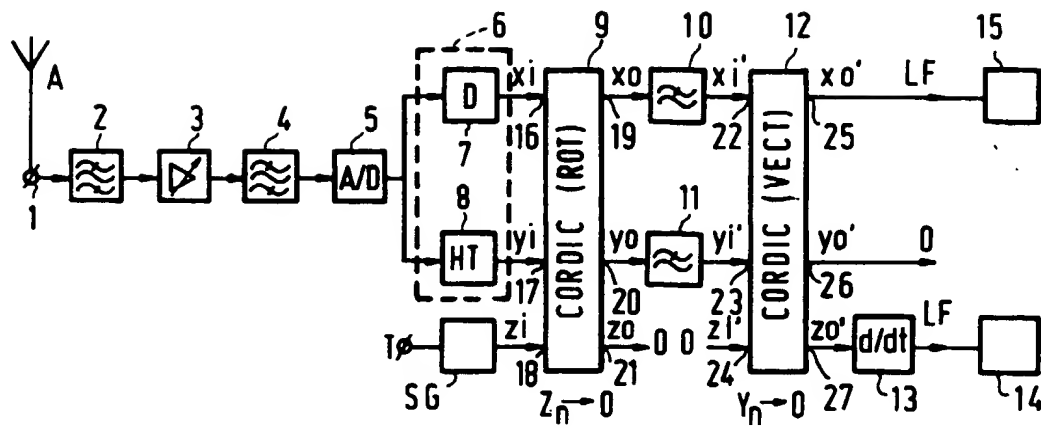 6 9 10 12 15
A 2 3 4 5 D xi xo xi' xo' LF
16 7 19 22 25
A/D
1 8 HT yi CORDIC (ROT) yo 11 yi' CORDIC (VECT) yo' 0
17 20 23 26
T zi zo 0 0 zi' zo' d/dt LF
SG 18 21 24 27 13 14
Zn→0 Yn→0